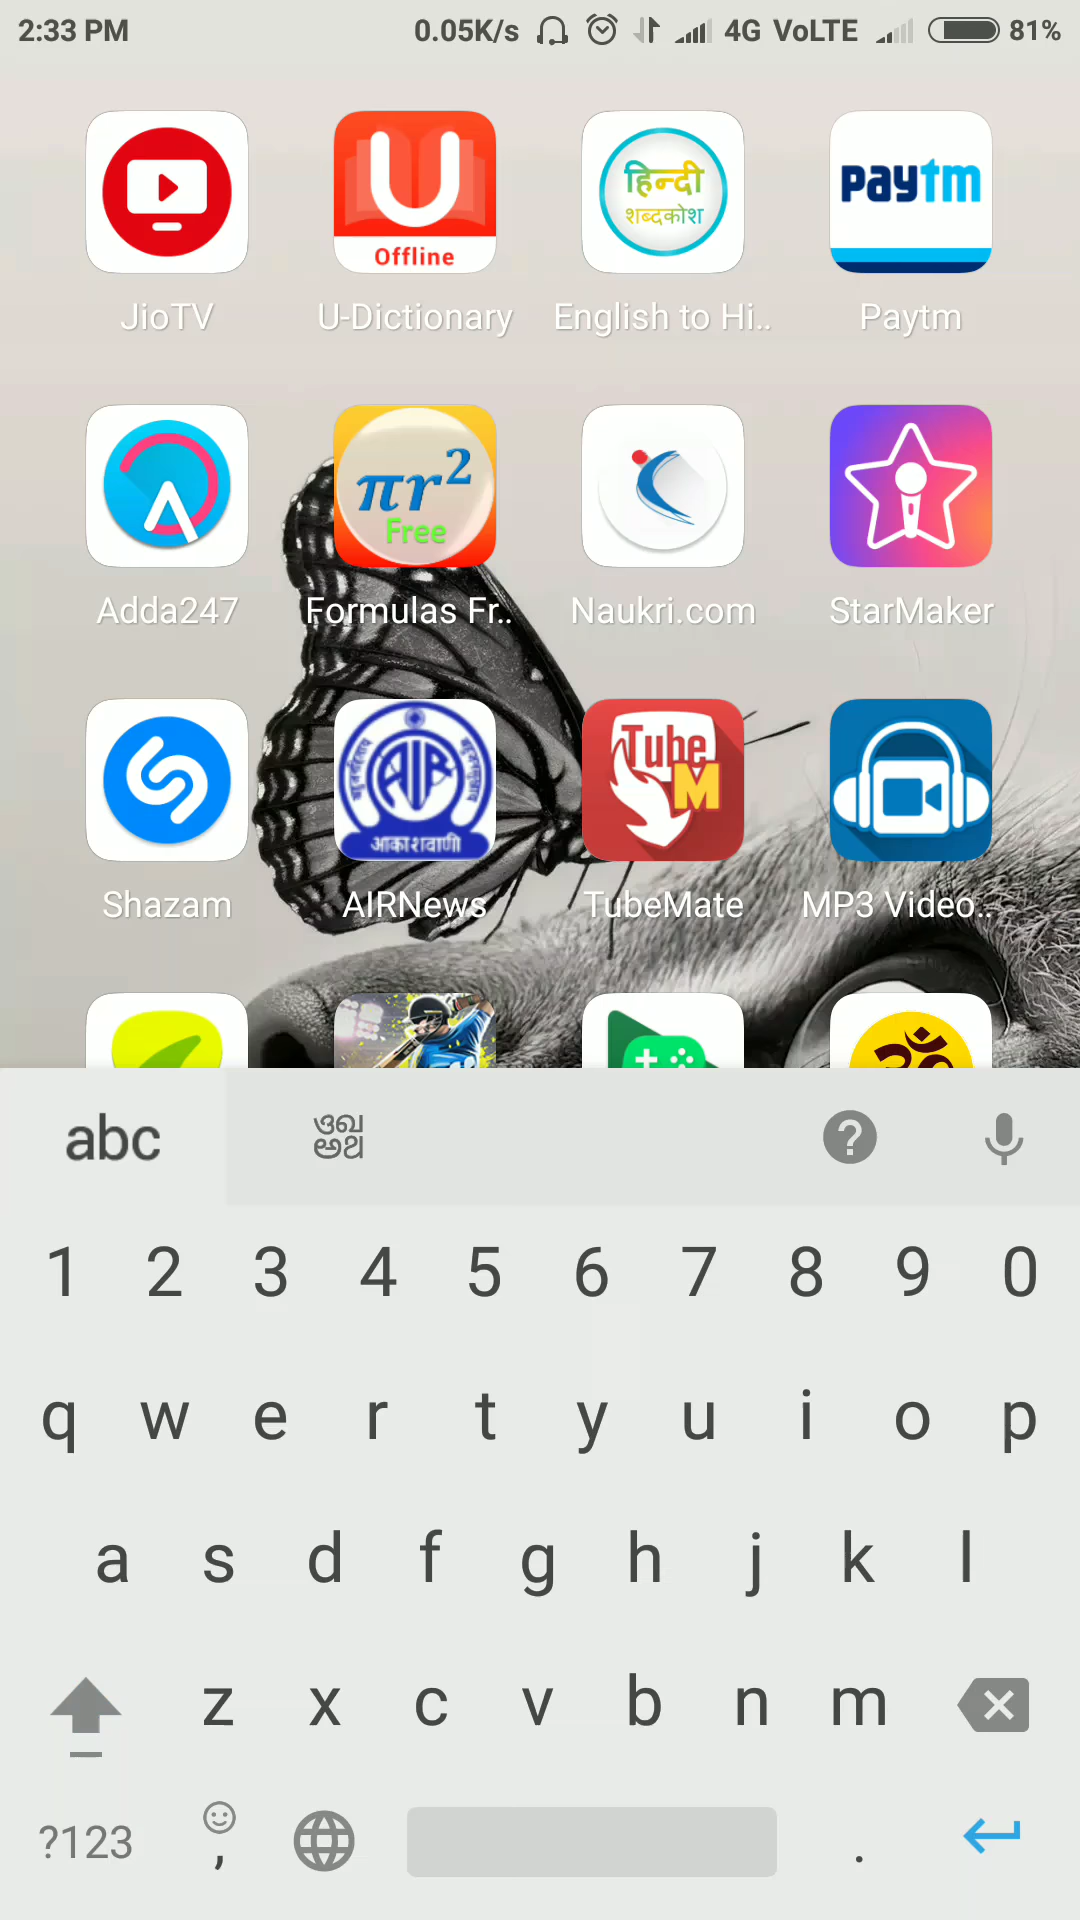 2:33 PM 0.05K/s 4G VoLTE 81%
U
Offline
हिन्दी
शब्दकोश
paytm
JioTV U-Dictionary English to Hi.. Paytm
πr²
Free
Adda247 Formulas Fr.. Naukri.com StarMaker
AIR
आकाशवाणी
Tube
M
Shazam AIRNews TubeMate MP3 Video..
ॐ
abc ওখ
അഥ ?
1 2 3 4 5 6 7 8 9 0
q w e r t y u i o p
a s d f g h j k l
z x c v b n m
?123 , .